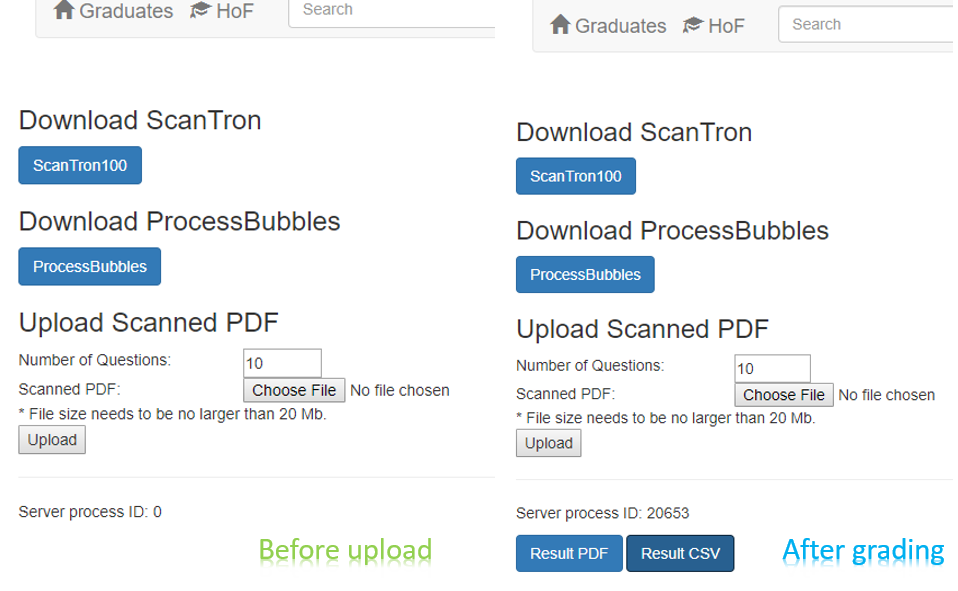 Graduates HoF Search
Download ScanTron
ScanTron100
Download ProcessBubbles
ProcessBubbles
Upload Scanned PDF
Number of Questions: 10
Scanned PDF: Choose File No file chosen
* File size needs to be no larger than 20 Mb.
Upload
Server process ID: 0
Before upload
Graduates HoF Search
Download ScanTron
ScanTron100
Download ProcessBubbles
ProcessBubbles
Upload Scanned PDF
Number of Questions: 10
Scanned PDF: Choose File No file chosen
* File size needs to be no larger than 20 Mb.
Upload
Server process ID: 20653
Result PDF Result CSV
After grading